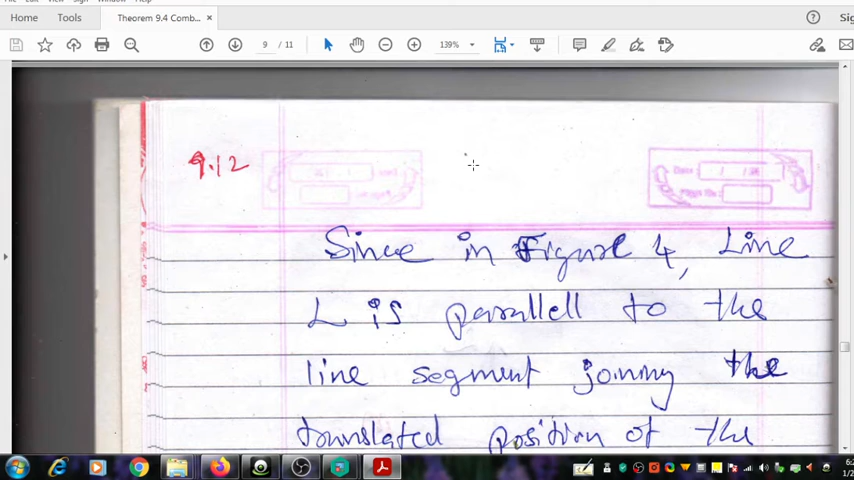 Home Tools Theorem 9.4 Comb... ×
9 / 11 139%
9.12
Since in Figure 4, Line
L is parallell to the
line segment joining the
translated position of the